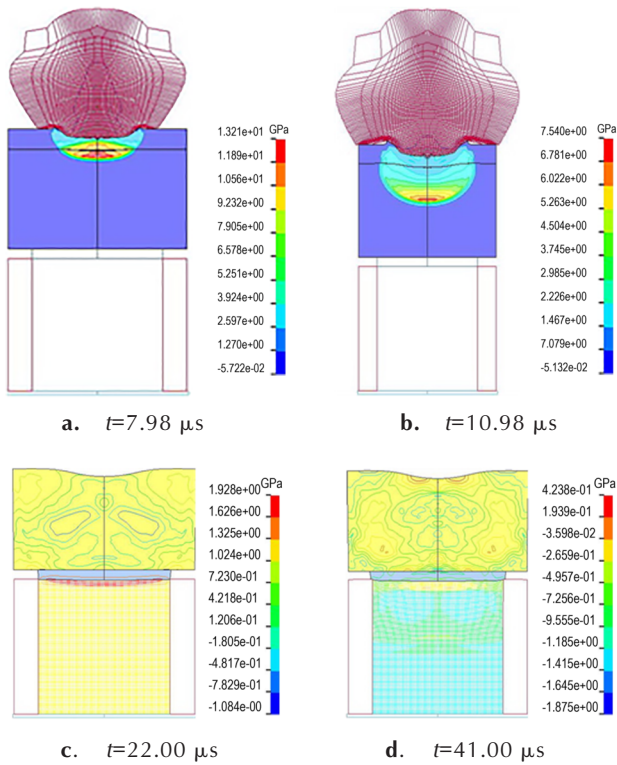 GPa
1.321e+01
1.189e+01
1.056e+01
9.232e+00
7.905e+00
6.578e+00
5.251e+00
3.924e+00
2.597e+00
1.270e+00
-5.722e-02
a. t=7.98 μs
GPa
7.540e+00
6.781e+00
6.022e+00
5.263e+00
4.504e+00
3.745e+00
2.985e+00
2.226e+00
1.467e+00
7.079e+00
-5.132e-02
b. t=10.98 μs
GPa
1.928e+00
1.626e+00
1.325e+00
1.024e+00
7.230e-01
4.218e-01
1.206e-01
-1.805e-01
-4.817e-01
-7.829e-01
-1.084e-00
c. t=22.00 μs
GPa
4.238e-01
1.939e-01
-3.598e-02
-2.659e-01
-4.957e-01
-7.256e-01
-9.555e-01
-1.185e+00
-1.415e+00
-1.645e+00
-1.875e+00
d. t=41.00 μs